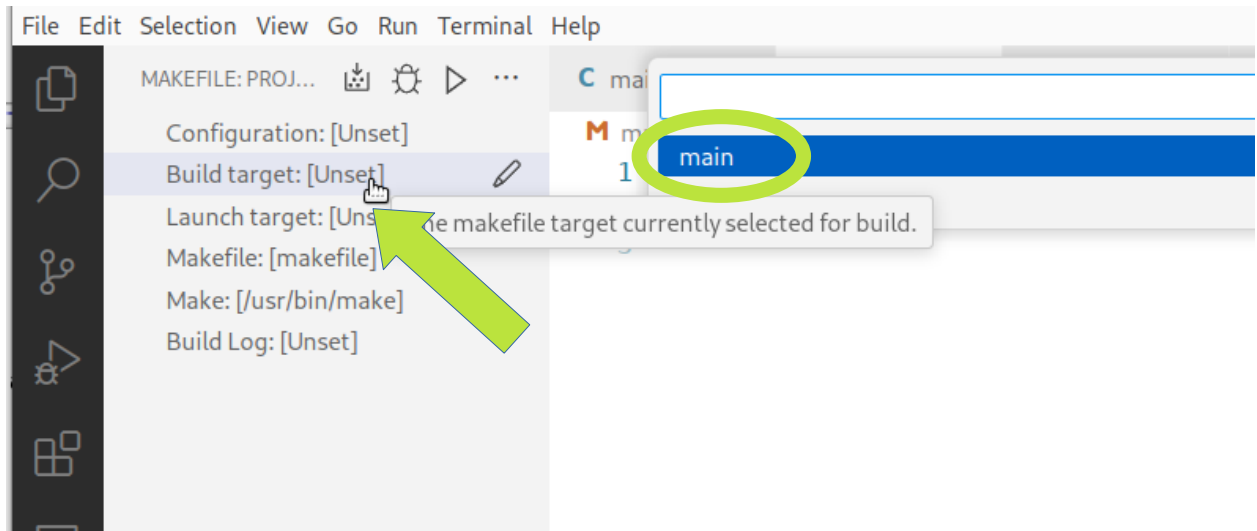 File Edit Selection View Go Run Terminal Help
MAKEFILE: PROJ... ···
C mai
Configuration: [Unset]
M m
main
Build target: [Unset]
1
Launch target: [Uns
he makefile target currently selected for build.
Makefile: [makefile]
Make: [/usr/bin/make]
Build Log: [Unset]